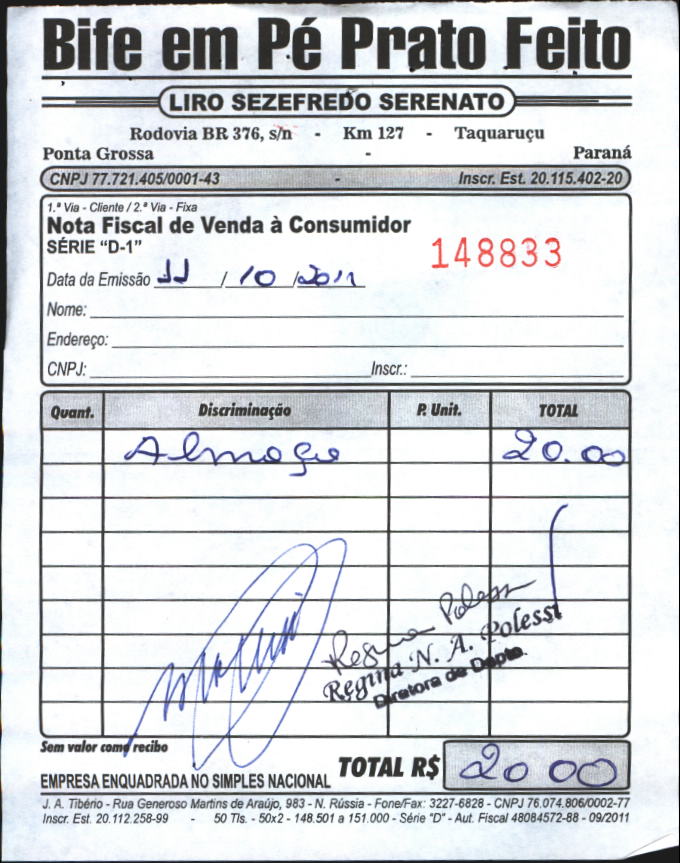 Bife em Pé Prato Feito
LIRO SEZEFREDO SERENATO
Rodovia BR 376, s/n - Km 127 - Taquaruçu
Ponta Grossa - Paraná
CNPJ 77.721.405/0001-43 - Inscr. Est. 20.115.402-20
1.ª Via - Cliente / 2.ª Via - Fixa
Nota Fiscal de Venda à Consumidor
SÉRIE "D-1"
148833
Data da Emissão 11 / 10 / 2011
Nome:
Endereço:
CNPJ: Inscr.:
Quant. Discriminação P. Unit. TOTAL
Almoço 20.00
Regina Polessi
Regina N. A. Polessi
Diretora de Depto.
Sem valor como recibo
EMPRESA ENQUADRADA NO SIMPLES NACIONAL
TOTAL R$ 20 00
J. A. Tibério - Rua Generoso Martins de Araújo, 983 - N. Rússia - Fone/Fax: 3227-6828 - CNPJ 76.074.806/0002-77
Inscr. Est. 20.112.258-99 - 50 Tls. - 50x2 - 148.501 a 151.000 - Série "D" - Aut. Fiscal 48084572-88 - 09/2011